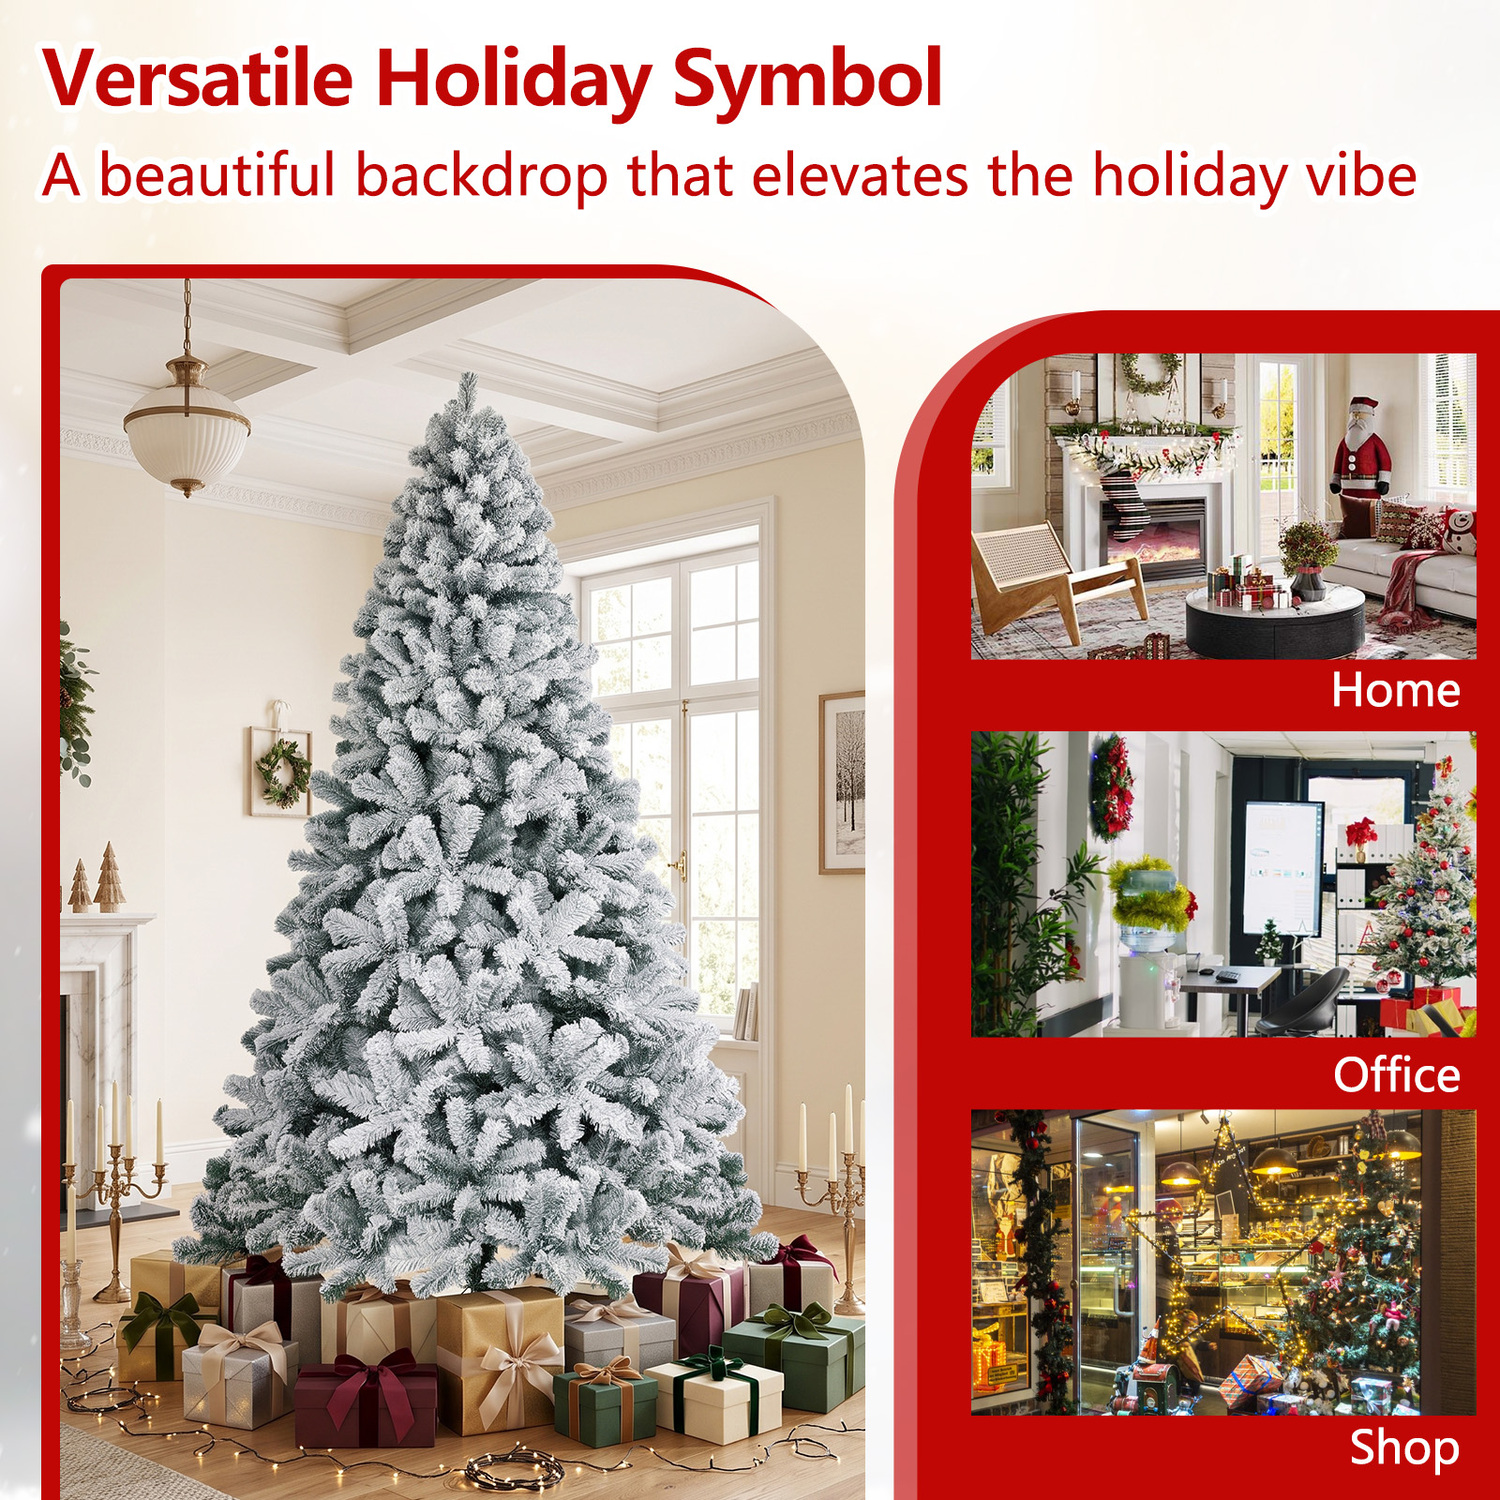 Versatile Holiday Symbol
A beautiful backdrop that elevates the holiday vibe
Home
Office
Shop